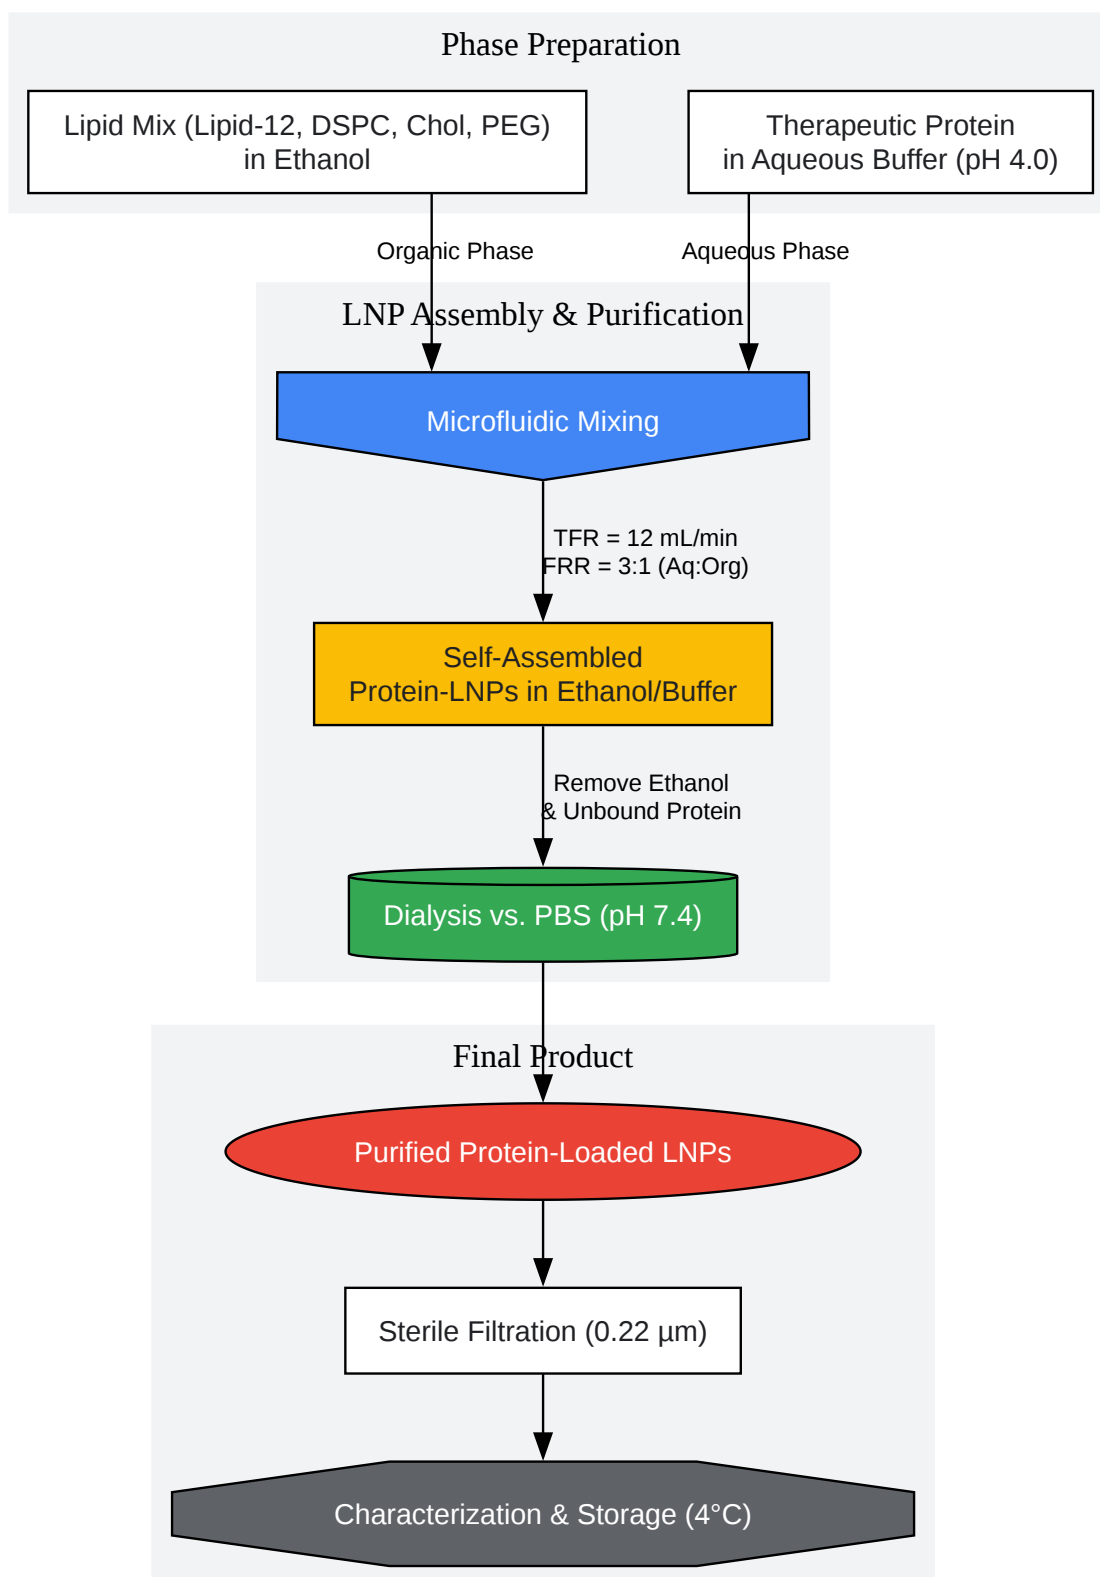 Phase Preparation
Lipid Mix (Lipid-12, DSPC, Chol, PEG)
in Ethanol
Therapeutic Protein
in Aqueous Buffer (pH 4.0)
Organic Phase
Aqueous Phase
LNP Assembly & Purification
Microfluidic Mixing
TFR = 12 mL/min
FRR = 3:1 (Aq:Org)
Self-Assembled
Protein-LNPs in Ethanol/Buffer
Remove Ethanol
& Unbound Protein
Dialysis vs. PBS (pH 7.4)
Final Product
Purified Protein-Loaded LNPs
Sterile Filtration (0.22 µm)
Characterization & Storage (4°C)